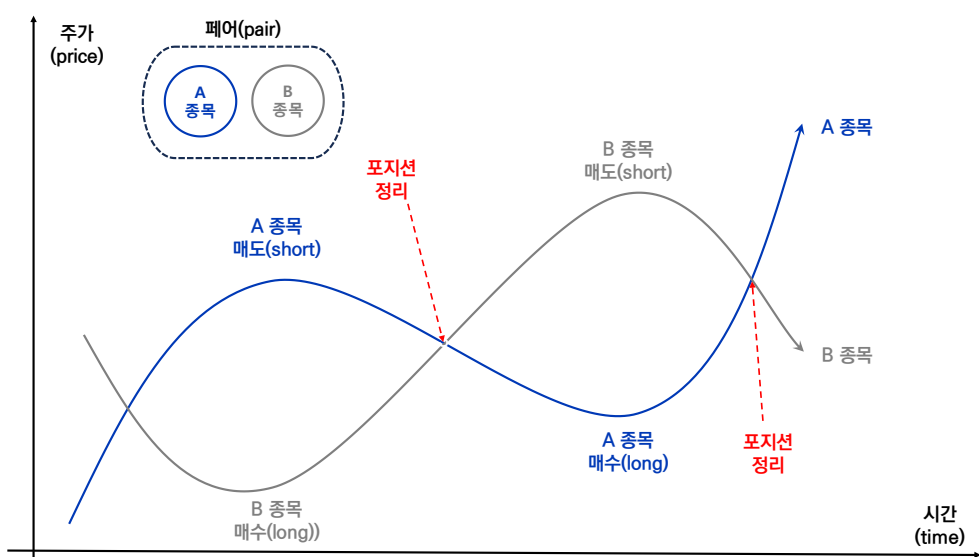 주가
(price)
페어(pair)
A
종목
B
종목
포지션
정리
B 종목
매도(short)
A 종목
A 종목
매도(short)
B 종목
A 종목
매수(long)
포지션
정리
B 종목
매수(long))
시간
(time)